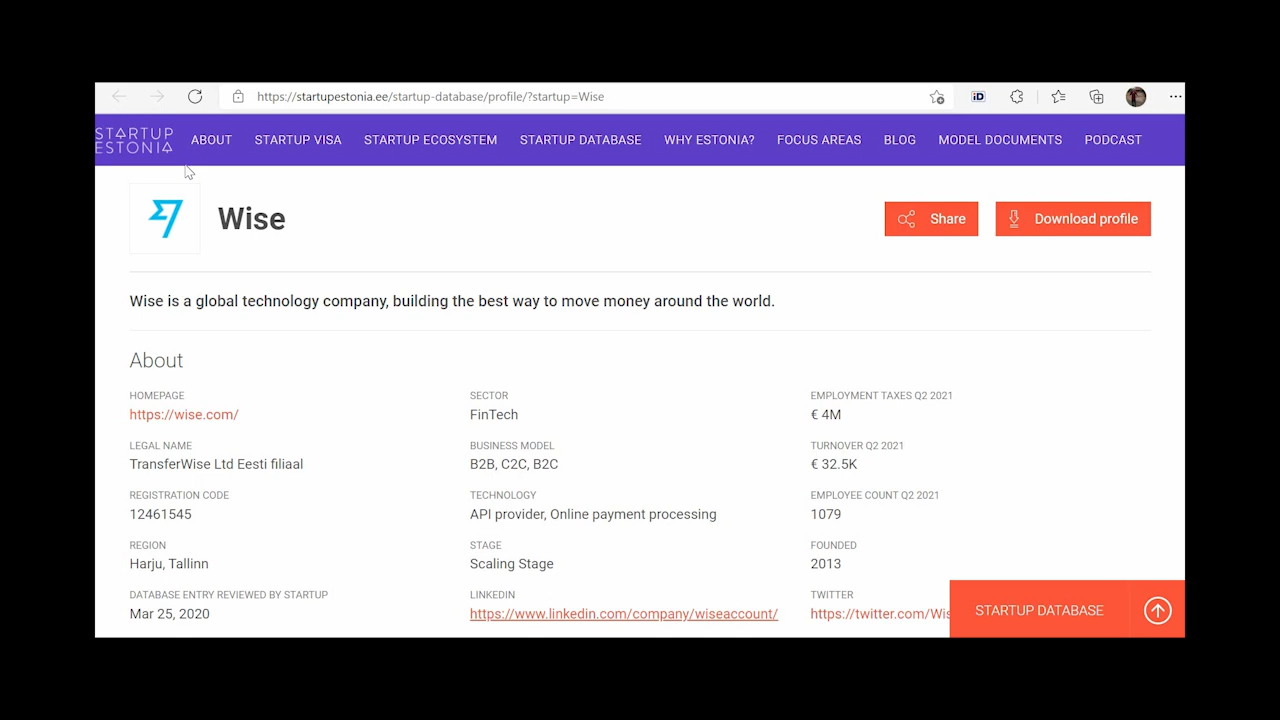 https://startupestonia.ee/startup-database/profile/?startup=Wise
iD
STARTUP
ESTONIA
ABOUT STARTUP VISA STARTUP ECOSYSTEM STARTUP DATABASE WHY ESTONIA? FOCUS AREAS BLOG MODEL DOCUMENTS PODCAST
Wise
Share
Download profile
Wise is a global technology company, building the best way to move money around the world.
About
HOMEPAGE SECTOR EMPLOYMENT TAXES Q2 2021
https://wise.com/ FinTech € 4M
LEGAL NAME BUSINESS MODEL TURNOVER Q2 2021
TransferWise Ltd Eesti filiaal B2B, C2C, B2C € 32.5K
REGISTRATION CODE TECHNOLOGY EMPLOYEE COUNT Q2 2021
12461545 API provider, Online payment processing 1079
REGION STAGE FOUNDED
Harju, Tallinn Scaling Stage 2013
DATABASE ENTRY REVIEWED BY STARTUP LINKEDIN TWITTER
Mar 25, 2020 https://www.linkedin.com/company/wiseaccount/ https://twitter.com/Wis
STARTUP DATABASE